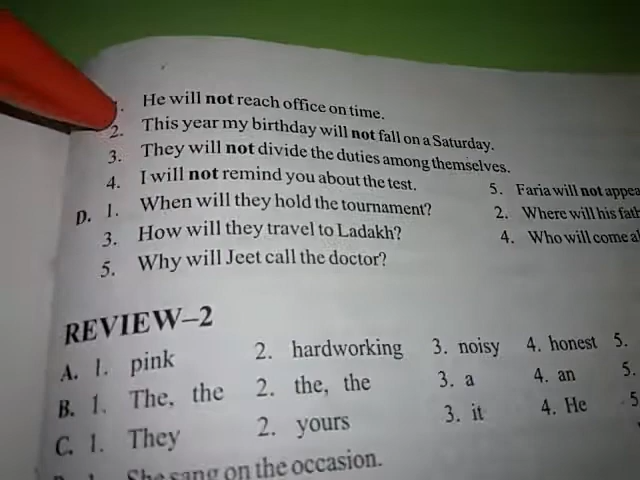 1. He will not reach office on time.
2. This year my birthday will not fall on a Saturday.
3. They will not divide the duties among themselves.
4. I will not remind you about the test. 5. Faria will not
D. 1. When will they hold the tournament? 2. Where will his
3. How will they travel to Ladakh? 4. Who will come
5. Why will Jeet call the doctor?
REVIEW–2
A. 1. pink 2. hardworking 3. noisy 4. honest 5.
B. 1. The, the 2. the, the 3. a 4. an 5.
C. 1. They 2. yours 3. it 4. He 5
1. She sang on the occasion.